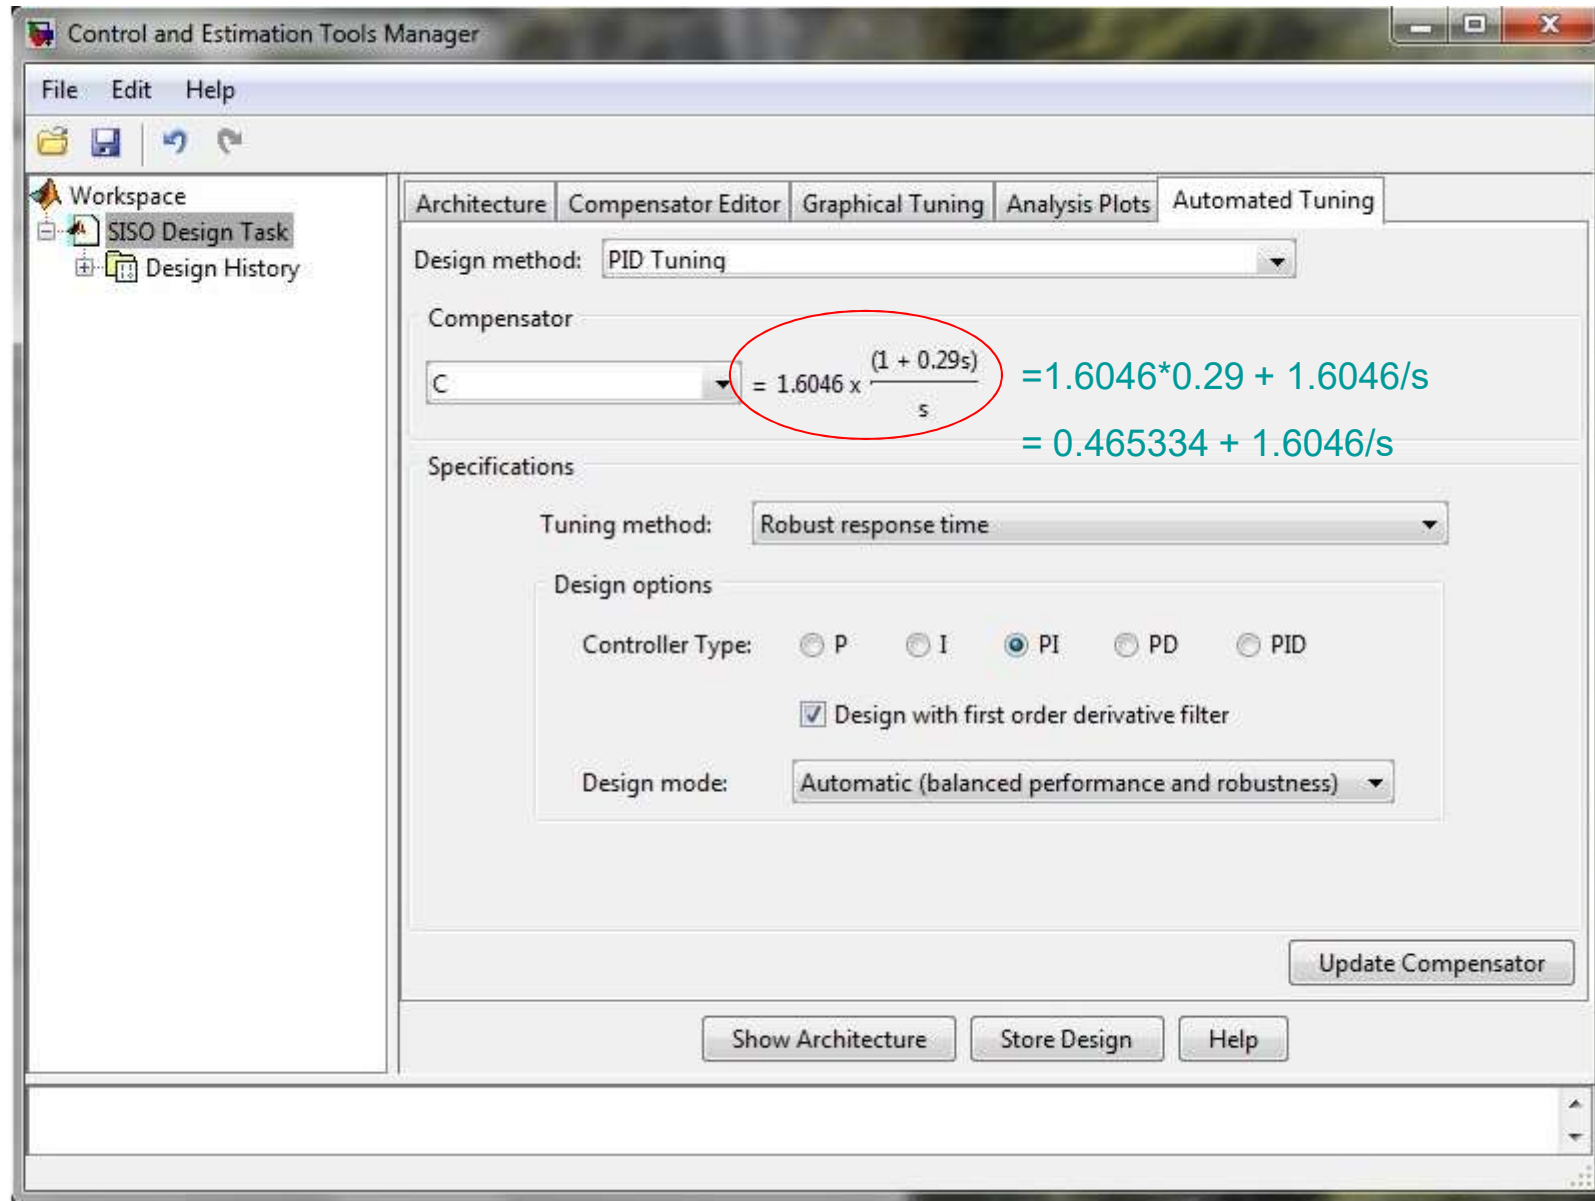 Control and Estimation Tools Manager
File Edit Help
Workspace
SISO Design Task
Design History
Architecture Compensator Editor Graphical Tuning Analysis Plots Automated Tuning
Design method: PID Tuning
Compensator
C = 1.6046 x (1 + 0.29s)
s
=1.6046*0.29 + 1.6046/s
= 0.465334 + 1.6046/s
Specifications
Tuning method: Robust response time
Design options
Controller Type: P I PI PD PID
Design with first order derivative filter
Design mode: Automatic (balanced performance and robustness)
Update Compensator
Show Architecture Store Design Help